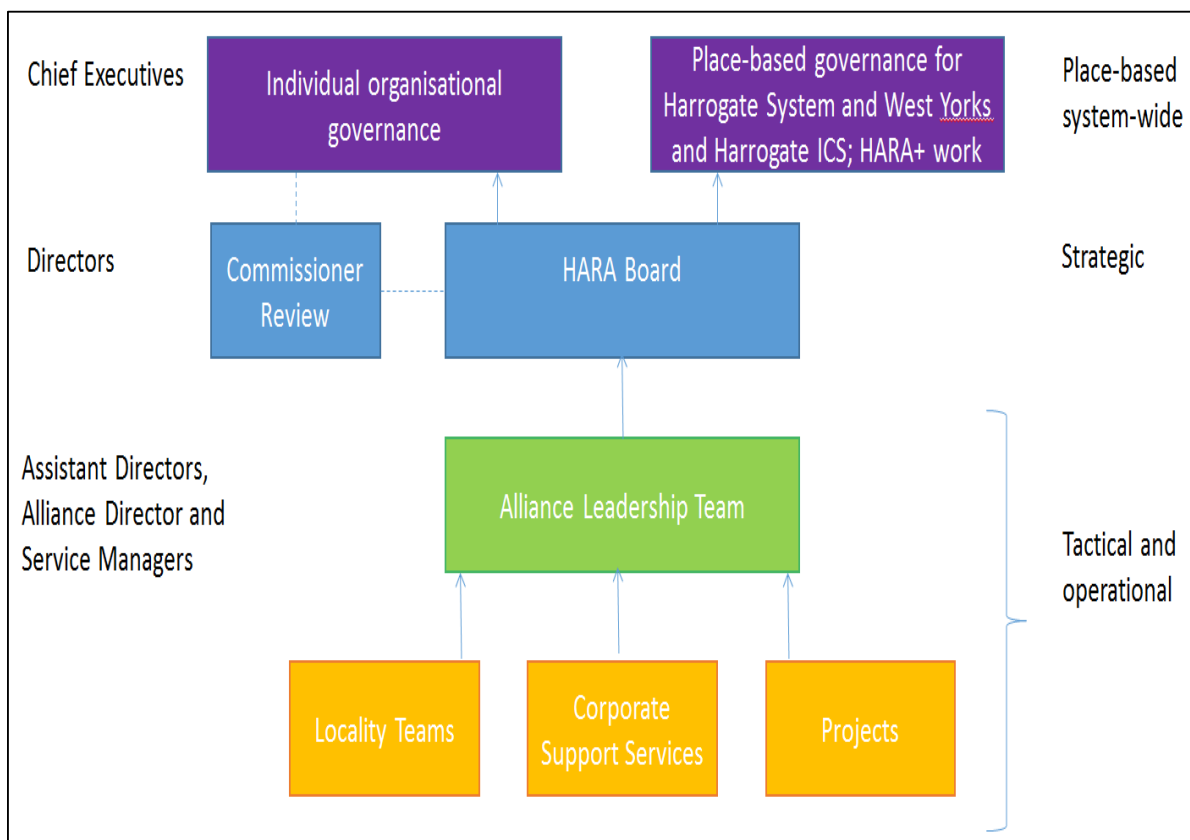 Chief Executives
Individual organisational
governance
Place-based governance for
Harrogate System and West Yorks
and Harrogate ICS; HARA+ work
Place-based
system-wide
Directors
Commissioner
Review
HARA Board
Strategic
Assistant Directors,
Alliance Director and
Service Managers
Alliance Leadership Team
Tactical and
operational
Locality Teams
Corporate
Support Services
Projects